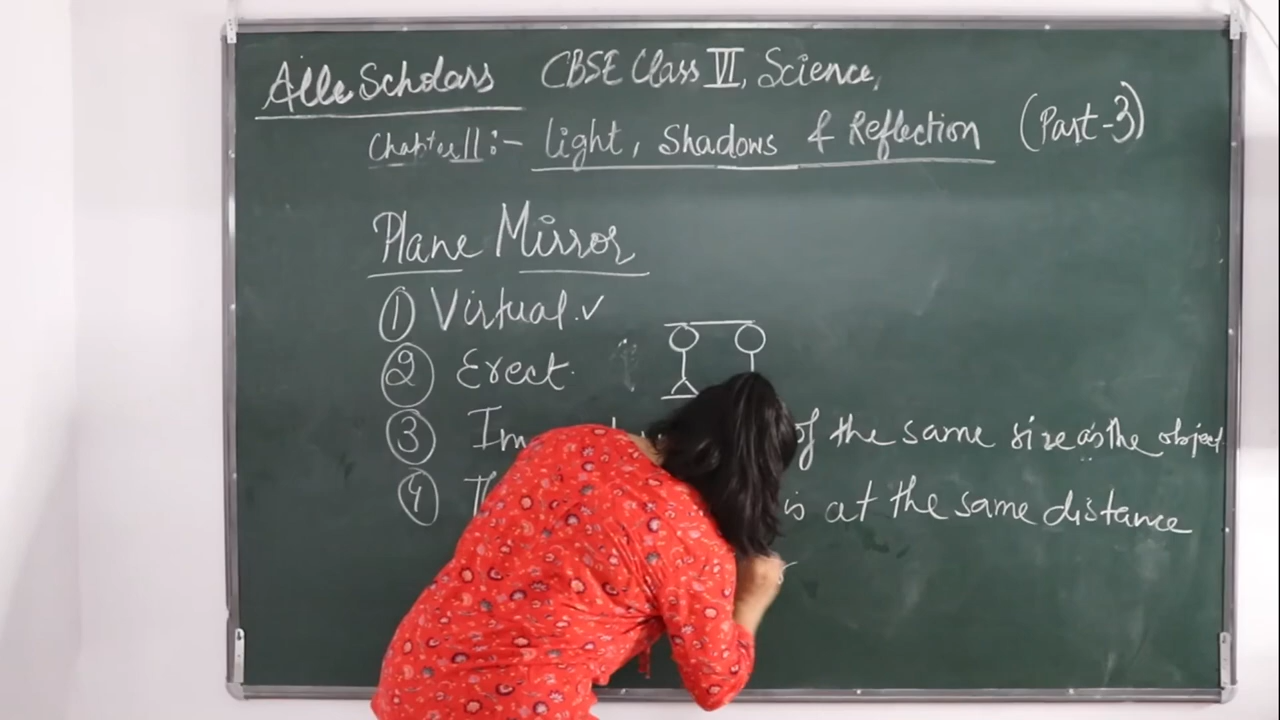 Alle Scholars CBSE Class VI, Science,
Chapter 11 :- Light, Shadows & Reflection (Part-3)
Plane Mirror
① Virtual. ✓
② Erect.
③ Im of the same size as the object.
④ is at the same distance